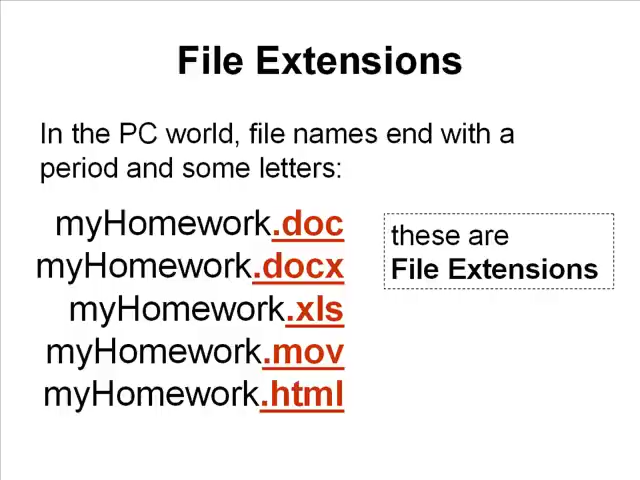 File Extensions
In the PC world, file names end with a
period and some letters:
myHomework.doc
myHomework.docx
myHomework.xls
myHomework.mov
myHomework.html
these are
File Extensions